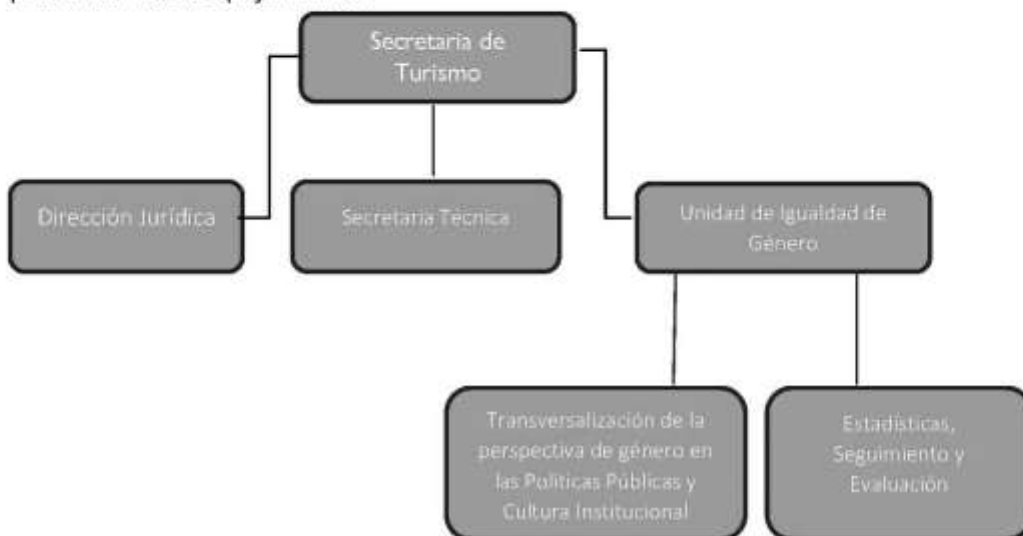 Secretaría de
Turismo
Dirección Jurídica
Secretaria Técnica
Unidad de Igualdad de
Género
Transversalización de la
perspectiva de género en
las Políticas Públicas y
Cultura Institucional
Estadísticas,
Seguimiento y
Evaluación